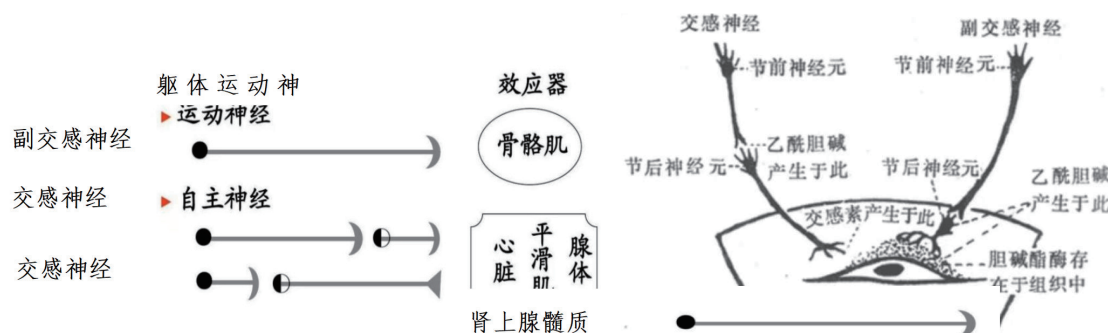 躯体运动神
▸运动神经
副交感神经
效应器
骨骼肌
交感神经
▸自主神经
交感神经
心脏
平滑肌
腺体
肾上腺髓质
交感神经
副交感神经
节前神经元
节前神经元
乙酰胆碱
产生于此
节后神经元
节后神经元
乙酰胆碱
产生于此
交感素产生于此
胆碱酯酶存
在于组织中